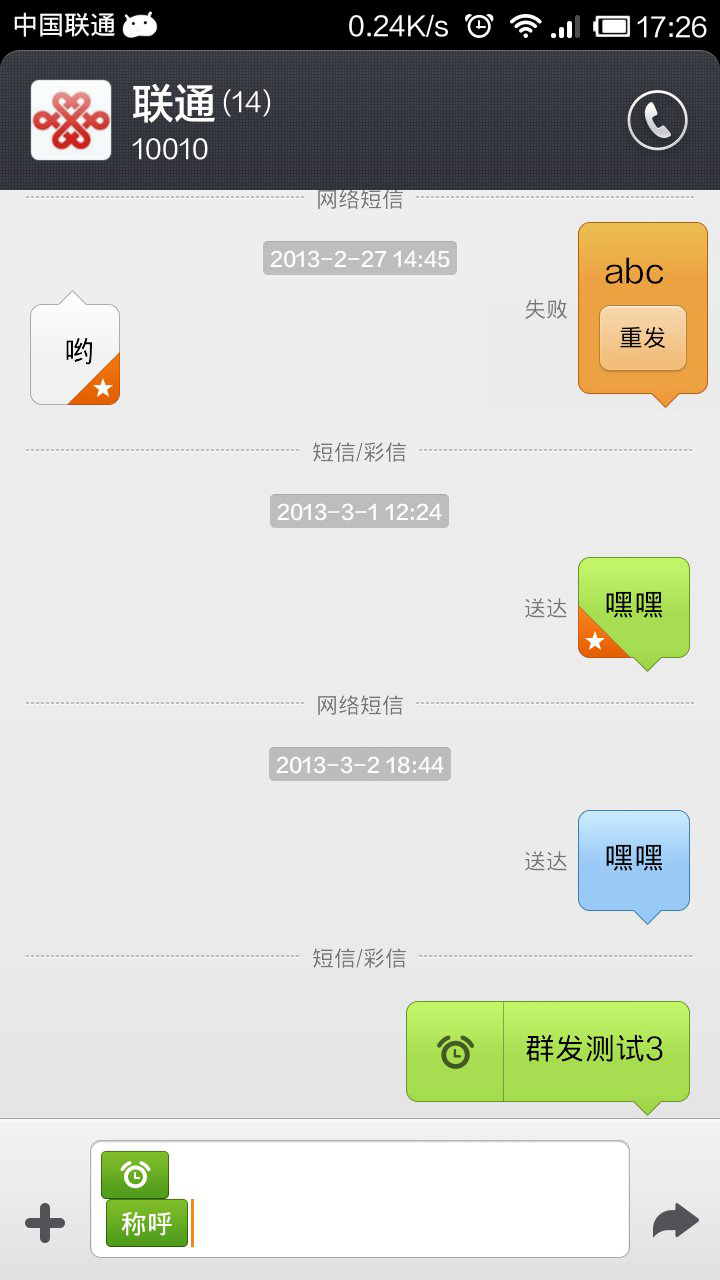 中国联通 0.24K/s 17:26
联通 (14)
10010
网络短信
2013-2-27 14:45
abc
失败
重发
哟
短信/彩信
2013-3-1 12:24
送达 嘿嘿
网络短信
2013-3-2 18:44
送达 嘿嘿
短信/彩信
群发测试3
称呼